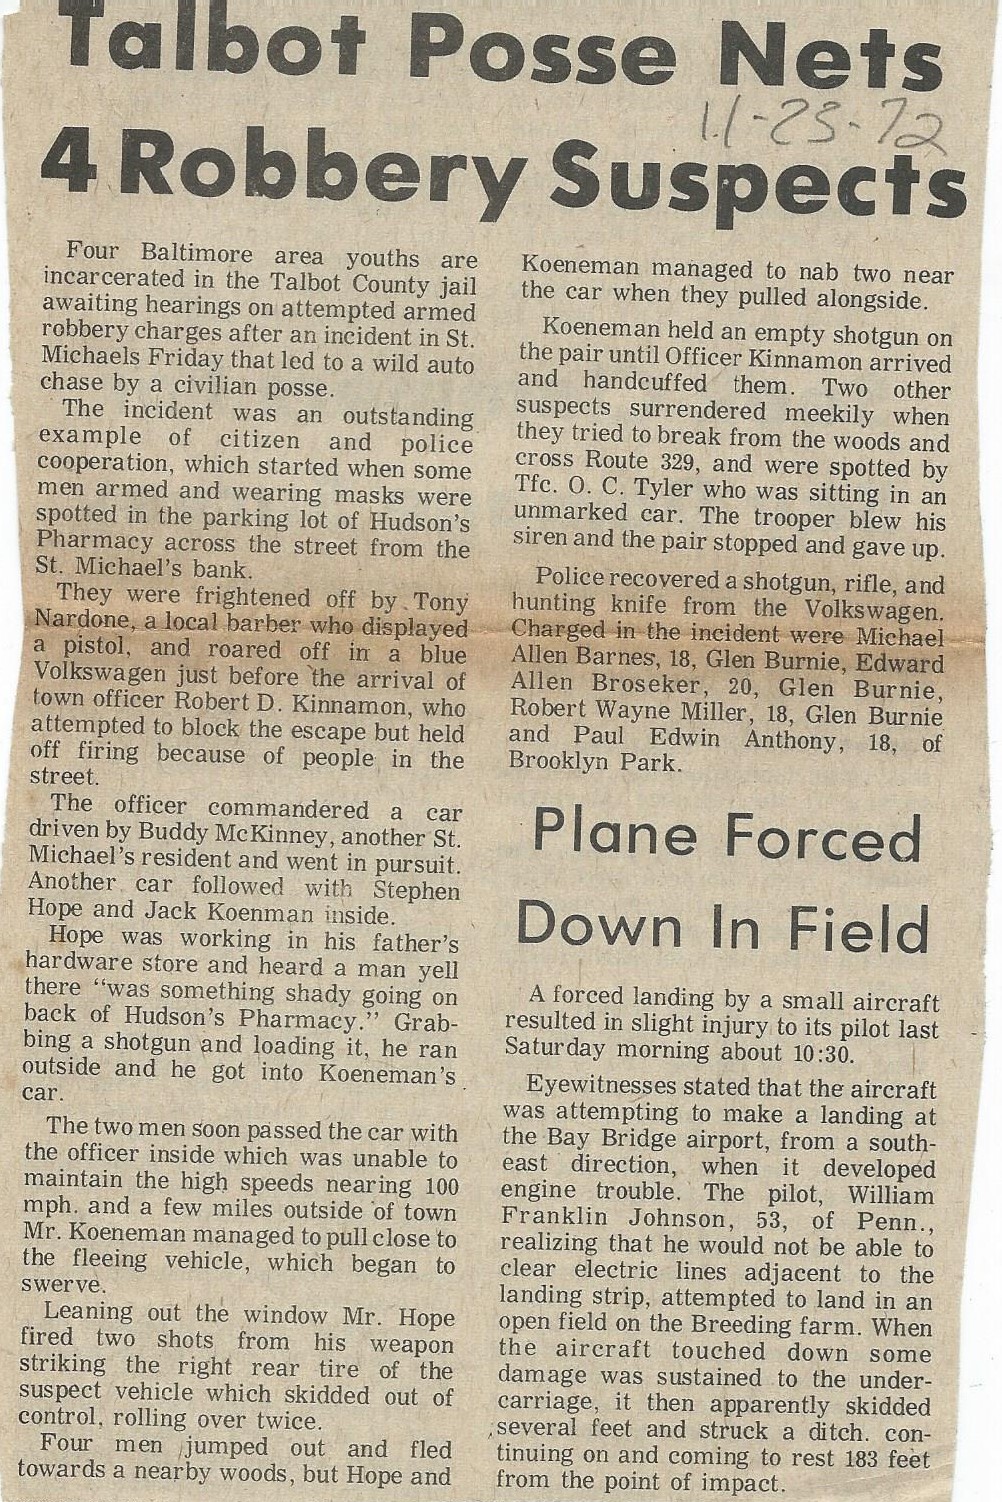 Talbot Posse Nets
11-23-72
4 Robbery Suspects
Four Baltimore area youths are
incarcerated in the Talbot County jail
awaiting hearings on attempted armed
robbery charges after an incident in St.
Michaels Friday that led to a wild auto
chase by a civilian posse.
The incident was an outstanding
example of citizen and police
cooperation, which started when some
men armed and wearing masks were
spotted in the parking lot of Hudson's
Pharmacy across the street from the
St. Michael's bank.
They were frightened off by Tony
Nardone, a local barber who displayed
a pistol, and roared off in a blue
Volkswagen just before the arrival of
town officer Robert D. Kinnamon, who
attempted to block the escape but held
off firing because of people in the
street.
The officer commandered a car
driven by Buddy McKinney, another St.
Michael's resident and went in pursuit.
Another car followed with Stephen
Hope and Jack Koenman inside.
Hope was working in his father's
hardware store and heard a man yell
there "was something shady going on
back of Hudson's Pharmacy." Grab-
bing a shotgun and loading it, he ran
outside and he got into Koeneman's
car.
The two men soon passed the car with
the officer inside which was unable to
maintain the high speeds nearing 100
mph. and a few miles outside of town
Mr. Koeneman managed to pull close to
the fleeing vehicle, which began to
swerve.
Leaning out the window Mr. Hope
fired two shots from his weapon
striking the right rear tire of the
suspect vehicle which skidded out of
control, rolling over twice.
Four men jumped out and fled
towards a nearby woods, but Hope and
Koeneman managed to nab two near
the car when they pulled alongside.
Koeneman held an empty shotgun on
the pair until Officer Kinnamon arrived
and handcuffed them. Two other
suspects surrendered meekily when
they tried to break from the woods and
cross Route 329, and were spotted by
Tfc. O. C. Tyler who was sitting in an
unmarked car. The trooper blew his
siren and the pair stopped and gave up.
Police recovered a shotgun, rifle, and
hunting knife from the Volkswagen.
Charged in the incident were Michael
Allen Barnes, 18, Glen Burnie, Edward
Allen Broseker, 20, Glen Burnie,
Robert Wayne Miller, 18, Glen Burnie
and Paul Edwin Anthony, 18, of
Brooklyn Park.
Plane Forced
Down In Field
A forced landing by a small aircraft
resulted in slight injury to its pilot last
Saturday morning about 10:30.
Eyewitnesses stated that the aircraft
was attempting to make a landing at
the Bay Bridge airport, from a south-
east direction, when it developed
engine trouble. The pilot, William
Franklin Johnson, 53, of Penn.,
realizing that he would not be able to
clear electric lines adjacent to the
landing strip, attempted to land in an
open field on the Breeding farm. When
the aircraft touched down some
damage was sustained to the under-
carriage, it then apparently skidded
several feet and struck a ditch. con-
tinuing on and coming to rest 183 feet
from the point of impact.